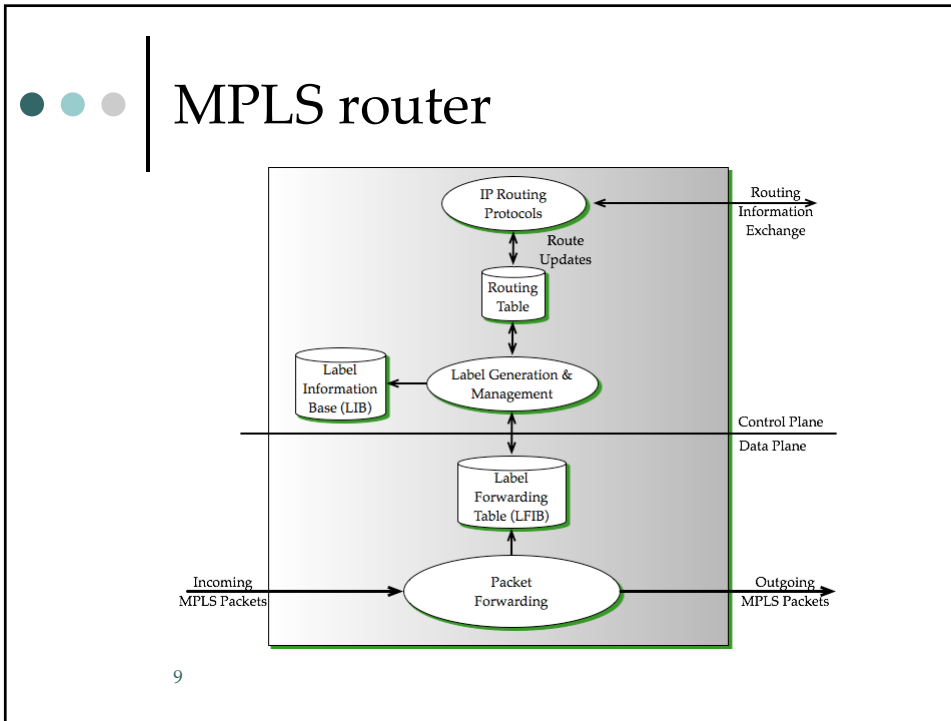 MPLS router
IP Routing
Protocols
Routing
Information
Exchange
Route
Updates
Routing
Table
Label
Information
Base (LIB)
Label Generation &
Management
Control Plane
Data Plane
Label
Forwarding
Table (LFIB)
Incoming
MPLS Packets
Packet
Forwarding
Outgoing
MPLS Packets
9